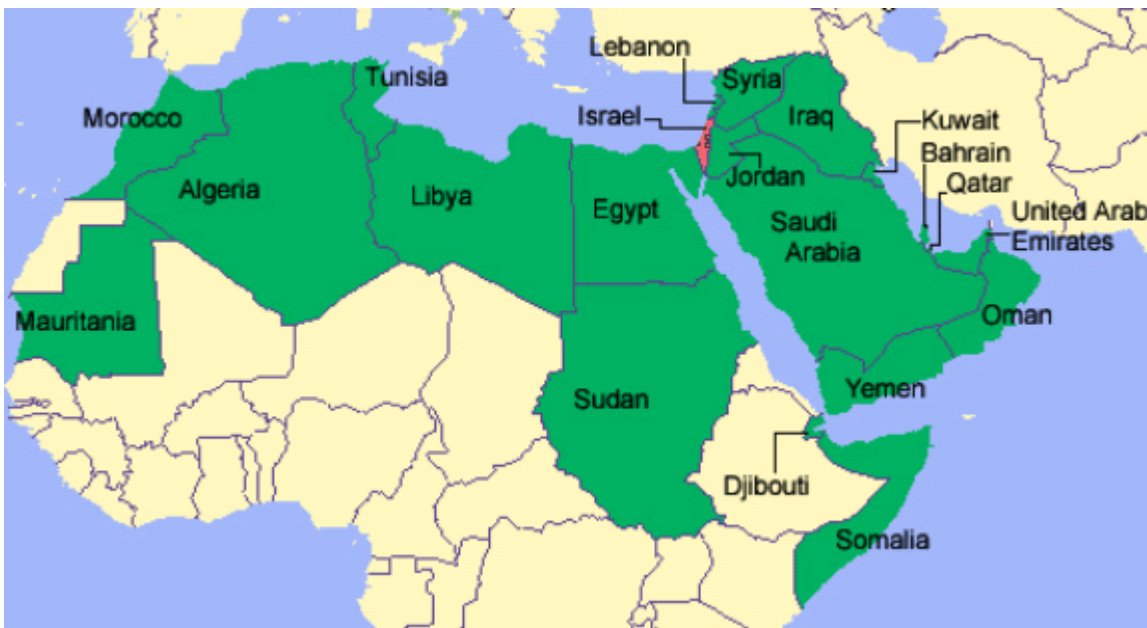 Lebanon
Syria
Tunisia
Israel
Iraq
Kuwait
Morocco
Bahrain
Jordan
Qatar
Algeria
Libya
Egypt
Saudi
Arabia
United Arab
Emirates
Mauritania
Oman
Sudan
Yemen
Djibouti
Somalia